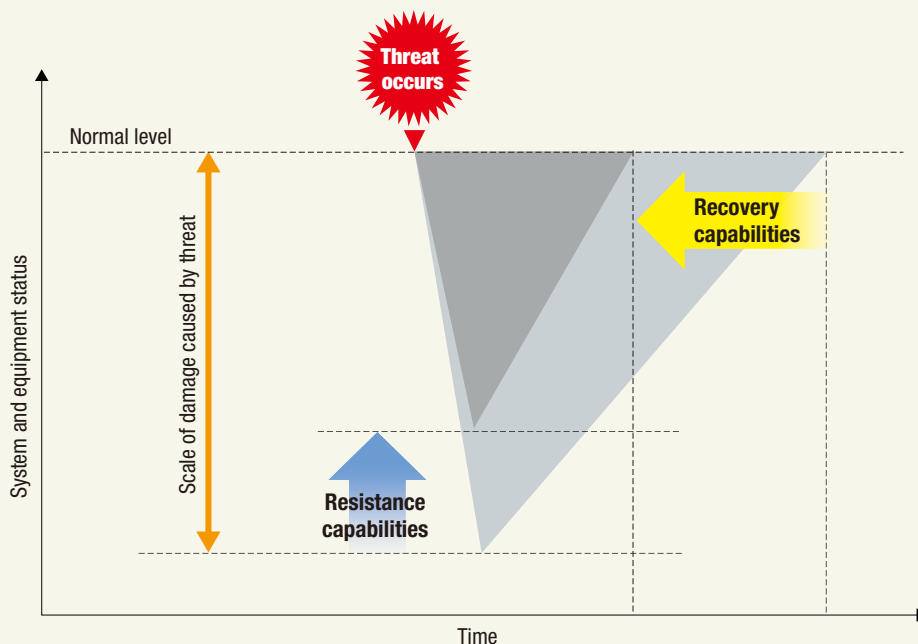 Threat
occurs
Normal level
Recovery
capabilities
Scale of damage caused by threat
System and equipment status
Resistance
capabilities
Time